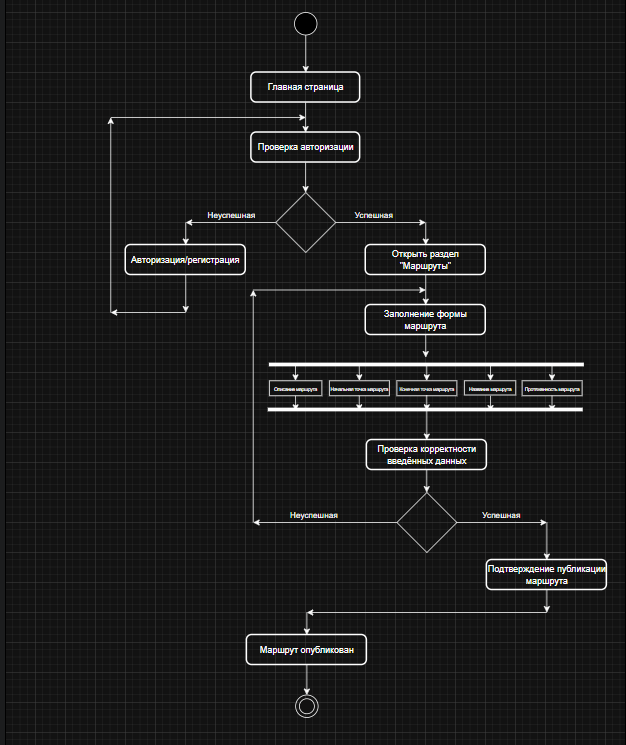 Главная страница
Проверка авторизации
Неуспешная
Успешная
Авторизация/регистрация
Открыть раздел
"Маршруты"
Заполнение формы
маршрута
Описание маршрута
Начальная точка маршрута
Конечная точка маршрута
Название маршрута
Протяженность маршрута
Проверка корректности
введённых данных
Неуспешная
Успешная
Подтверждение публикации
маршрута
Маршрут опубликован